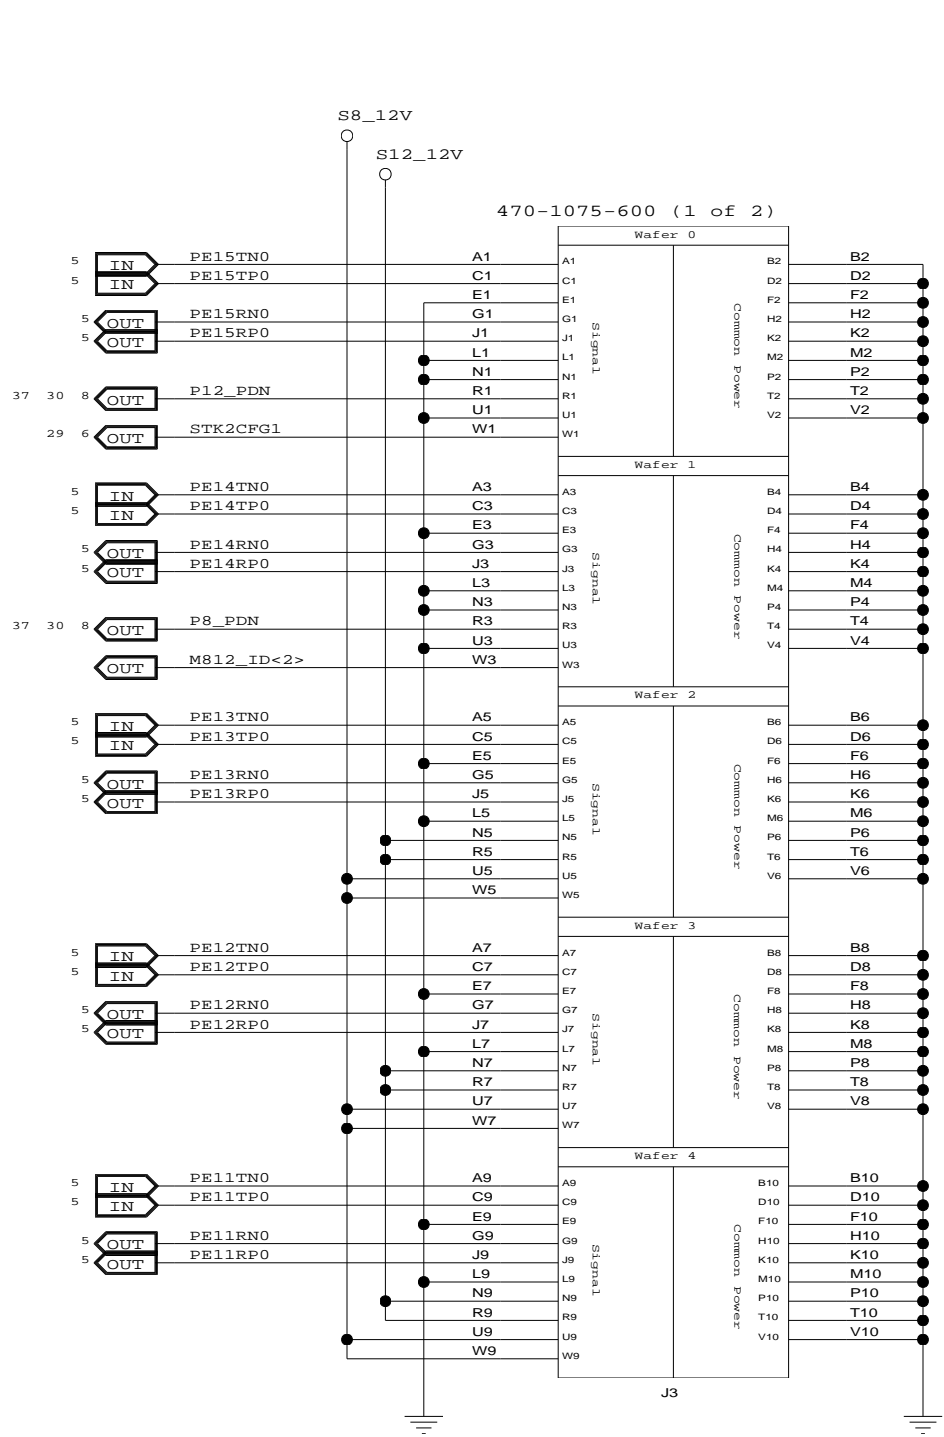 S8_12V
S12_12V
470-1075-600 (1 of 2)
Wafer 0
5 IN PE15TN0 A1 A1 B2 B2
5 IN PE15TP0 C1 C1 D2 D2
E1 E1 F2 F2
5 OUT PE15RN0 G1 G1 H2 H2
5 OUT PE15RP0 J1 J1 K2 K2
L1 L1 M2 M2
N1 N1 P2 P2
37 30 8 OUT P12_PDN R1 R1 T2 T2
U1 U1 V2 V2
29 6 OUT STK2CFG1 W1 W1
Signal Common Power
Wafer 1
5 IN PE14TN0 A3 A3 B4 B4
5 IN PE14TP0 C3 C3 D4 D4
E3 E3 F4 F4
5 OUT PE14RN0 G3 G3 H4 H4
5 OUT PE14RP0 J3 J3 K4 K4
L3 L3 M4 M4
N3 N3 P4 P4
37 30 8 OUT P8_PDN R3 R3 T4 T4
U3 U3 V4 V4
OUT M812_ID<2> W3 W3
Signal Common Power
Wafer 2
5 IN PE13TN0 A5 A5 B6 B6
5 IN PE13TP0 C5 C5 D6 D6
E5 E5 F6 F6
5 OUT PE13RN0 G5 G5 H6 H6
5 OUT PE13RP0 J5 J5 K6 K6
L5 L5 M6 M6
N5 N5 P6 P6
R5 R5 T6 T6
U5 U5 V6 V6
W5 W5
Signal Common Power
Wafer 3
5 IN PE12TN0 A7 A7 B8 B8
5 IN PE12TP0 C7 C7 D8 D8
E7 E7 F8 F8
5 OUT PE12RN0 G7 G7 H8 H8
5 OUT PE12RP0 J7 J7 K8 K8
L7 L7 M8 M8
N7 N7 P8 P8
R7 R7 T8 T8
U7 U7 V8 V8
W7 W7
Signal Common Power
Wafer 4
5 IN PE11TN0 A9 A9 B10 B10
5 IN PE11TP0 C9 C9 D10 D10
E9 E9 F10 F10
5 OUT PE11RN0 G9 G9 H10 H10
5 OUT PE11RP0 J9 J9 K10 K10
L9 L9 M10 M10
N9 N9 P10 P10
R9 R9 T10 T10
U9 U9 V10 V10
W9 W9
Signal Common Power
J3